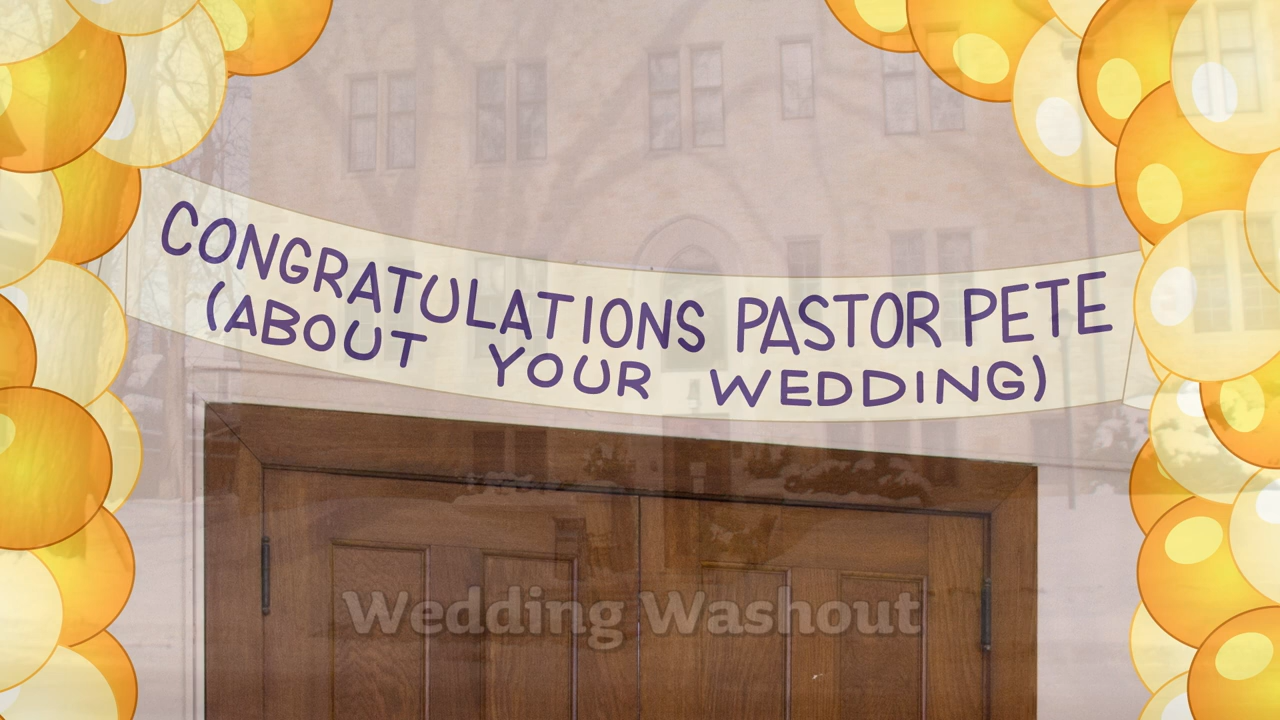 CONGRATULATIONS PASTOR PETE
(ABOUT YOUR WEDDING)
Wedding Washout